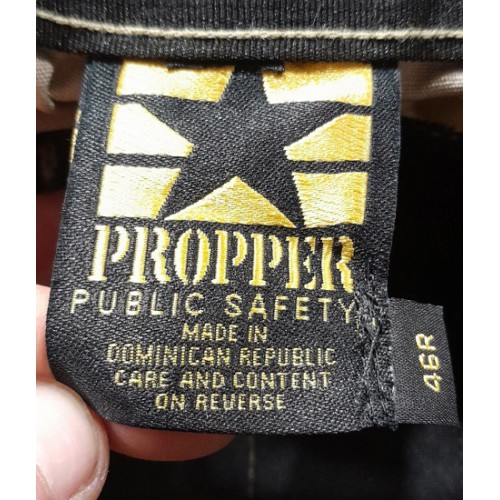 PROPPER
PUBLIC SAFETY
MADE IN
DOMINICAN REPUBLIC
CARE AND CONTENT
ON REVERSE
46R